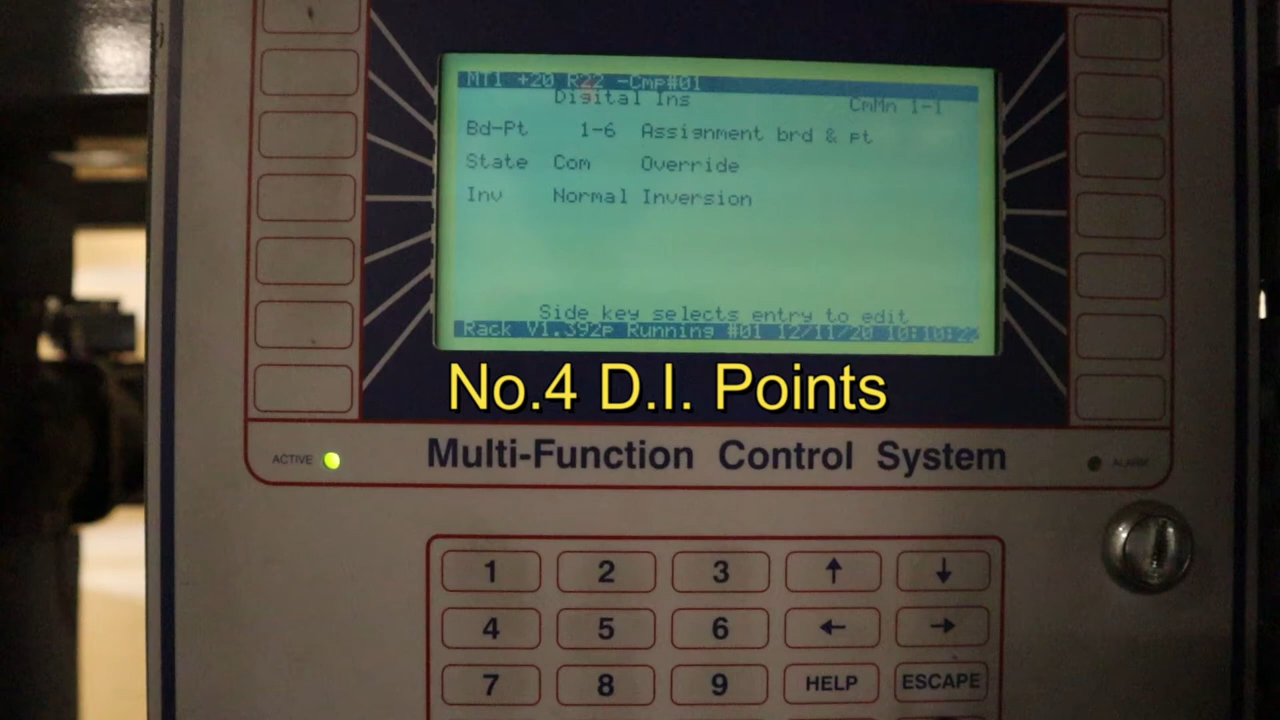 MT1 +20 R22 -Cmp#01
Digital Ins CmMn 1-1
Bd-Pt 1-6 Assignment brd & pt
State Com Override
Inv Normal Inversion
Side key selects entry to edit
Rack V1.392p Running #01 12/11/20 10:10:22
No.4 D.I. Points
Multi-Function Control System
ACTIVE
ALARM
1 2 3 ↑ ↓
4 5 6 ← →
7 8 9 HELP ESCAPE